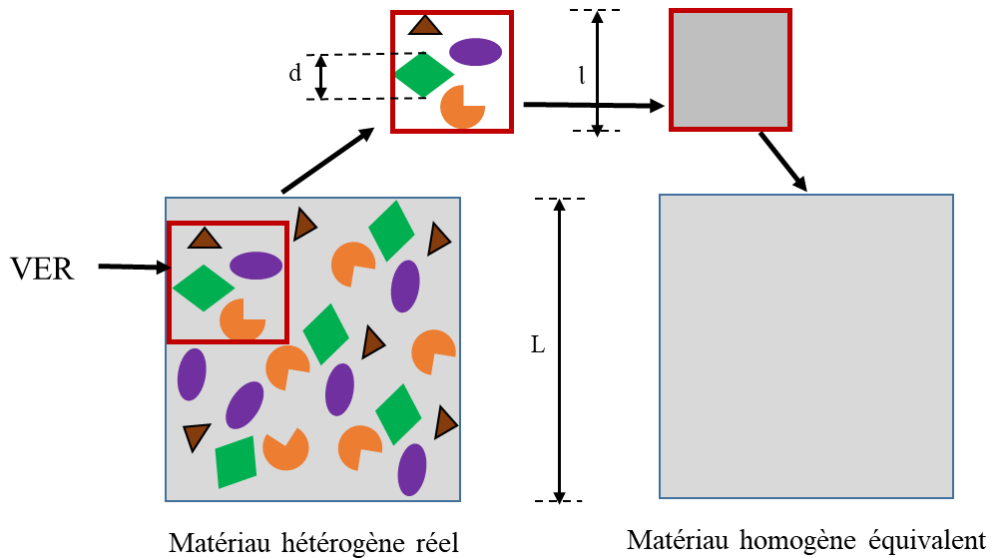 d
l
VER
L
Matériau hétérogène réel
Matériau homogène équivalent